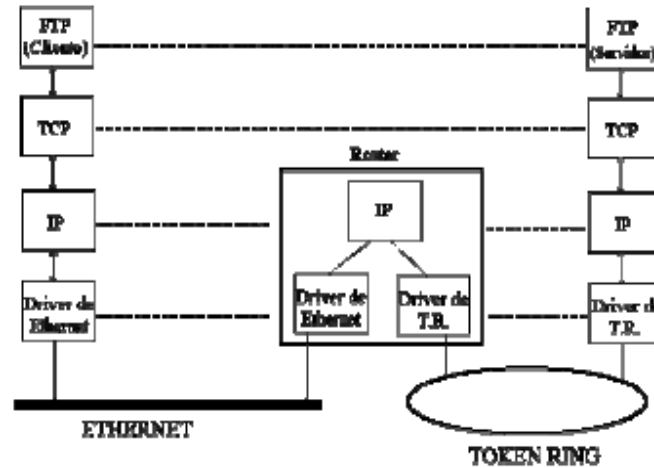 FTP
(Cliente)
FTP
(Servidor)
TCP
TCP
Router
IP
IP
IP
Driver de
Ethernet
Driver de
Ethernet
Driver de
T.R.
Driver d
T.R.
ETHERNET
TOKEN RING